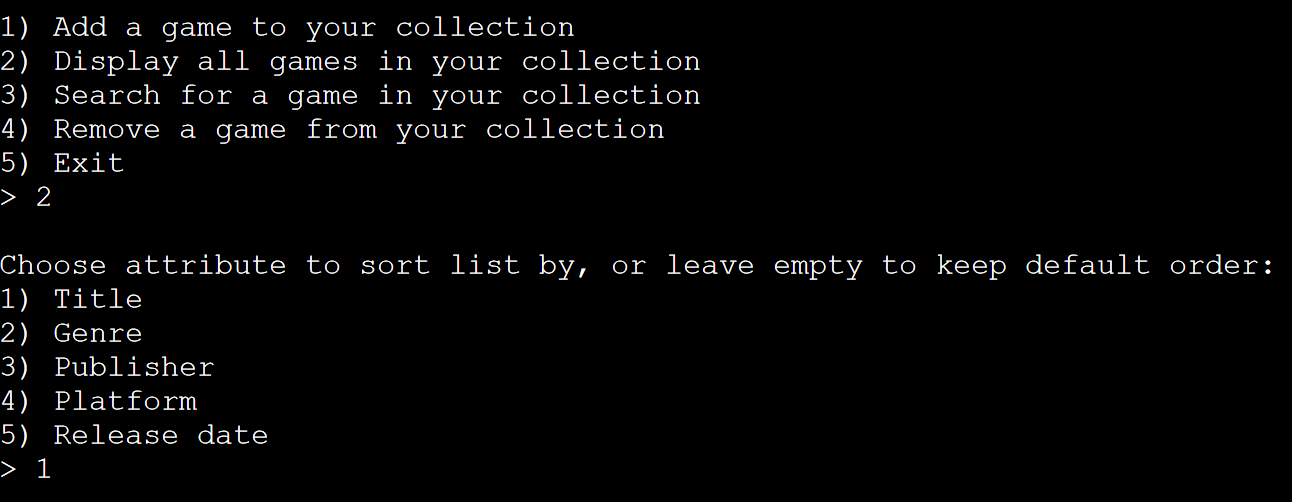 1) Add a game to your collection
2) Display all games in your collection
3) Search for a game in your collection
4) Remove a game from your collection
5) Exit
> 2
Choose attribute to sort list by, or leave empty to keep default order:
1) Title
2) Genre
3) Publisher
4) Platform
5) Release date
> 1